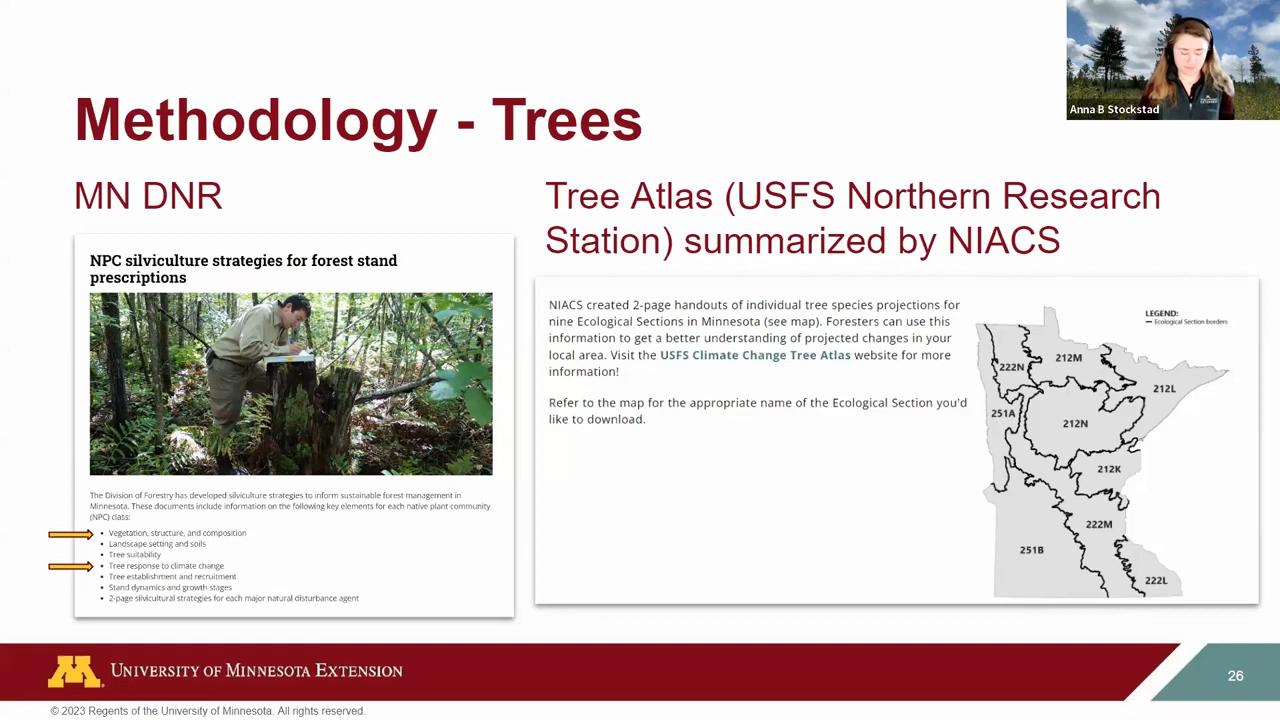 Methodology - Trees
Anna B Stockstad
MN DNR
NPC silviculture strategies for forest stand
prescriptions
The Division of Forestry has developed silviculture strategies to inform sustainable forest management in
Minnesota. These documents include information on the following key elements for each native plant community
(NPC) class:
• Vegetation, structure, and composition
• Landscape setting and soils
• Tree suitability
• Tree response to climate change
• Tree establishment and recruitment
• Stand dynamics and growth stages
• 2-page silvicultural strategies for each major natural disturbance agent
Tree Atlas (USFS Northern Research
Station) summarized by NIACS
NIACS created 2-page handouts of individual tree species projections for
nine Ecological Sections in Minnesota (see map). Foresters can use this
information to get a better understanding of projected changes in your
local area. Visit the USFS Climate Change Tree Atlas website for more
information!
Refer to the map for the appropriate name of the Ecological Section you'd
like to download.
LEGEND:
Ecological Section borders
222N
212M
212L
251A
212N
212K
222M
251B
222L
M
UNIVERSITY OF MINNESOTA EXTENSION
26
© 2023 Regents of the University of Minnesota. All rights reserved.